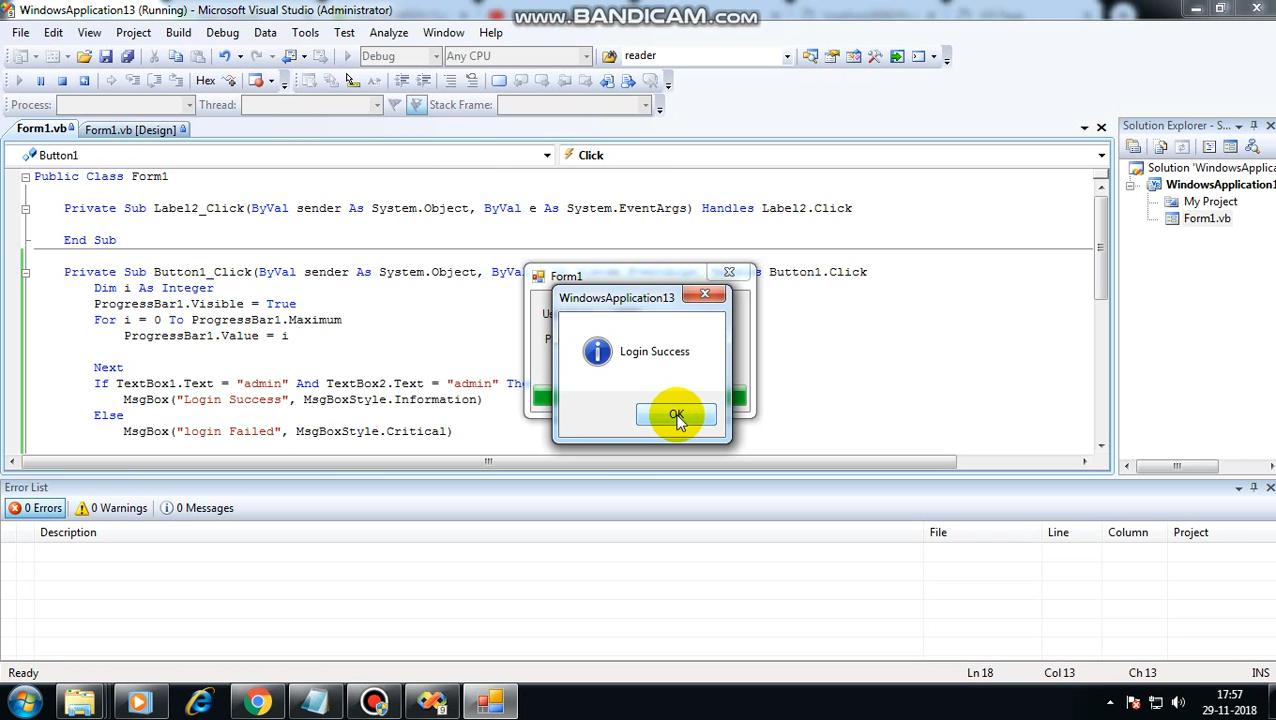 WindowsApplication13 (Running) - Microsoft Visual Studio (Administrator)
www.BANDICAM.com
File Edit View Project Build Debug Data Tools Test Analyze Window Help
Debug Any CPU reader
Hex
Process: Thread: Stack Frame:
Form1.vb Form1.vb [Design]
Solution Explorer - S...
Button1 Click
Public Class Form1
Private Sub Label2_Click(ByVal sender As System.Object, ByVal e As System.EventArgs) Handles Label2.Click
End Sub
Private Sub Button1_Click(ByVal sender As System.Object, Button1.Click
Dim i As Integer
ProgressBar1.Visible = True
For i = 0 To ProgressBar1.Maximum
ProgressBar1.Value = i
Next
If TextBox1.Text = "admin" And TextBox2.Text = "admin" The
MsgBox("Login Success", MsgBoxStyle.Information)
Else
MsgBox("login Failed", MsgBoxStyle.Critical)
Solution 'WindowsApplica
WindowsApplication1
My Project
Form1.vb
Form1
WindowsApplication13
Login Success
OK
Error List
0 Errors 0 Warnings 0 Messages
Description File Line Column Project
Ready Ln 18 Col 13 Ch 13 INS
17:57
29-11-2018